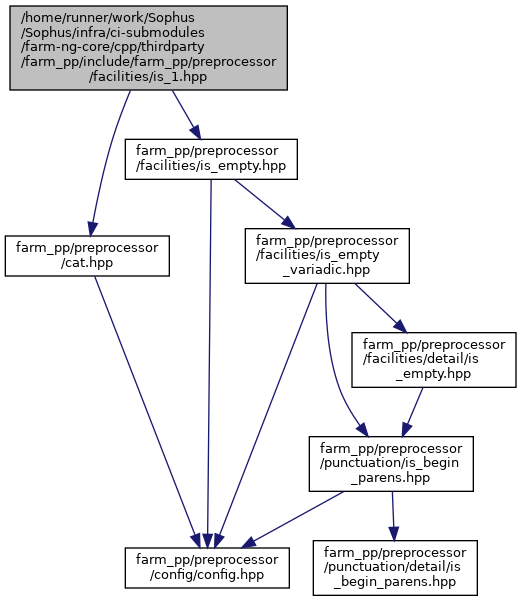 /home/runner/work/Sophus
/Sophus/infra/ci-submodules
/farm-ng-core/cpp/thirdparty
/farm_pp/include/farm_pp/preprocessor
/facilities/is_1.hpp
farm_pp/preprocessor
/facilities/is_empty.hpp
farm_pp/preprocessor
/cat.hpp
farm_pp/preprocessor
/facilities/is_empty
_variadic.hpp
farm_pp/preprocessor
/facilities/detail/is
_empty.hpp
farm_pp/preprocessor
/punctuation/is_begin
_parens.hpp
farm_pp/preprocessor
/config/config.hpp
farm_pp/preprocessor
/punctuation/detail/is
_begin_parens.hpp